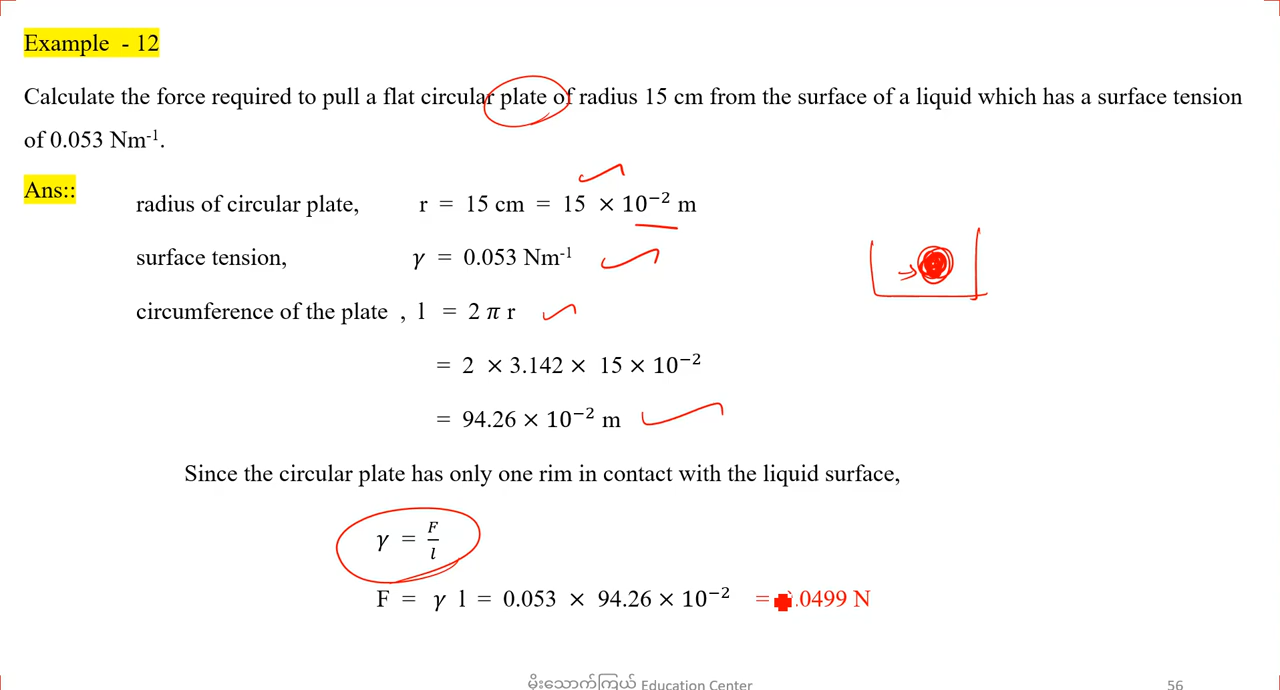 Example - 12
Calculate the force required to pull a flat circular plate of radius 15 cm from the surface of a liquid which has a surface tension
of 0.053 Nm⁻¹.
Ans::
radius of circular plate, r = 15 cm = 15 × 10⁻² m
surface tension, γ = 0.053 Nm⁻¹
circumference of the plate , l = 2 π r
= 2 × 3.142 × 15 × 10⁻²
= 94.26 × 10⁻² m
Since the circular plate has only one rim in contact with the liquid surface,
γ = F/l
F = γ l = 0.053 × 94.26 × 10⁻² = .0499 N
မိုးသောက်ကြယ် Education Center 56